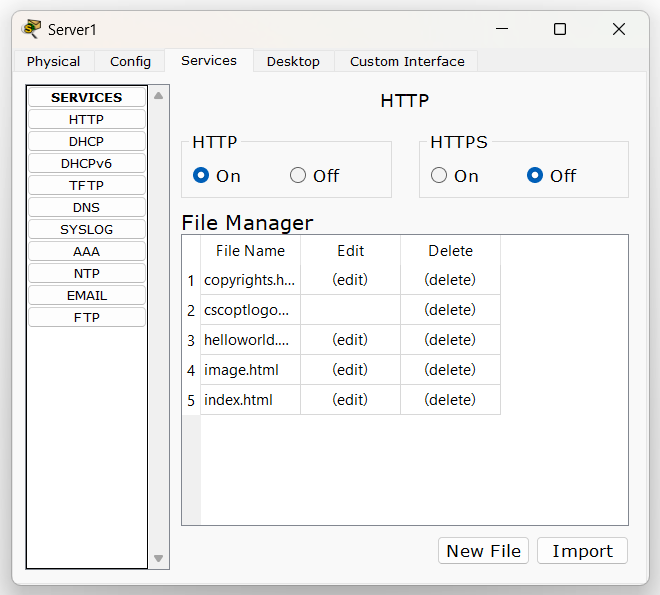 Server1
Physical Config Services Desktop Custom Interface
SERVICES
HTTP
DHCP
DHCPv6
TFTP
DNS
SYSLOG
AAA
NTP
EMAIL
FTP
HTTP
HTTP
On Off
HTTPS
On Off
File Manager
File Name Edit Delete
1 copyrights.h... (edit) (delete)
2 cscoptlogo... (delete)
3 helloworld.... (edit) (delete)
4 image.html (edit) (delete)
5 index.html (edit) (delete)
New File Import